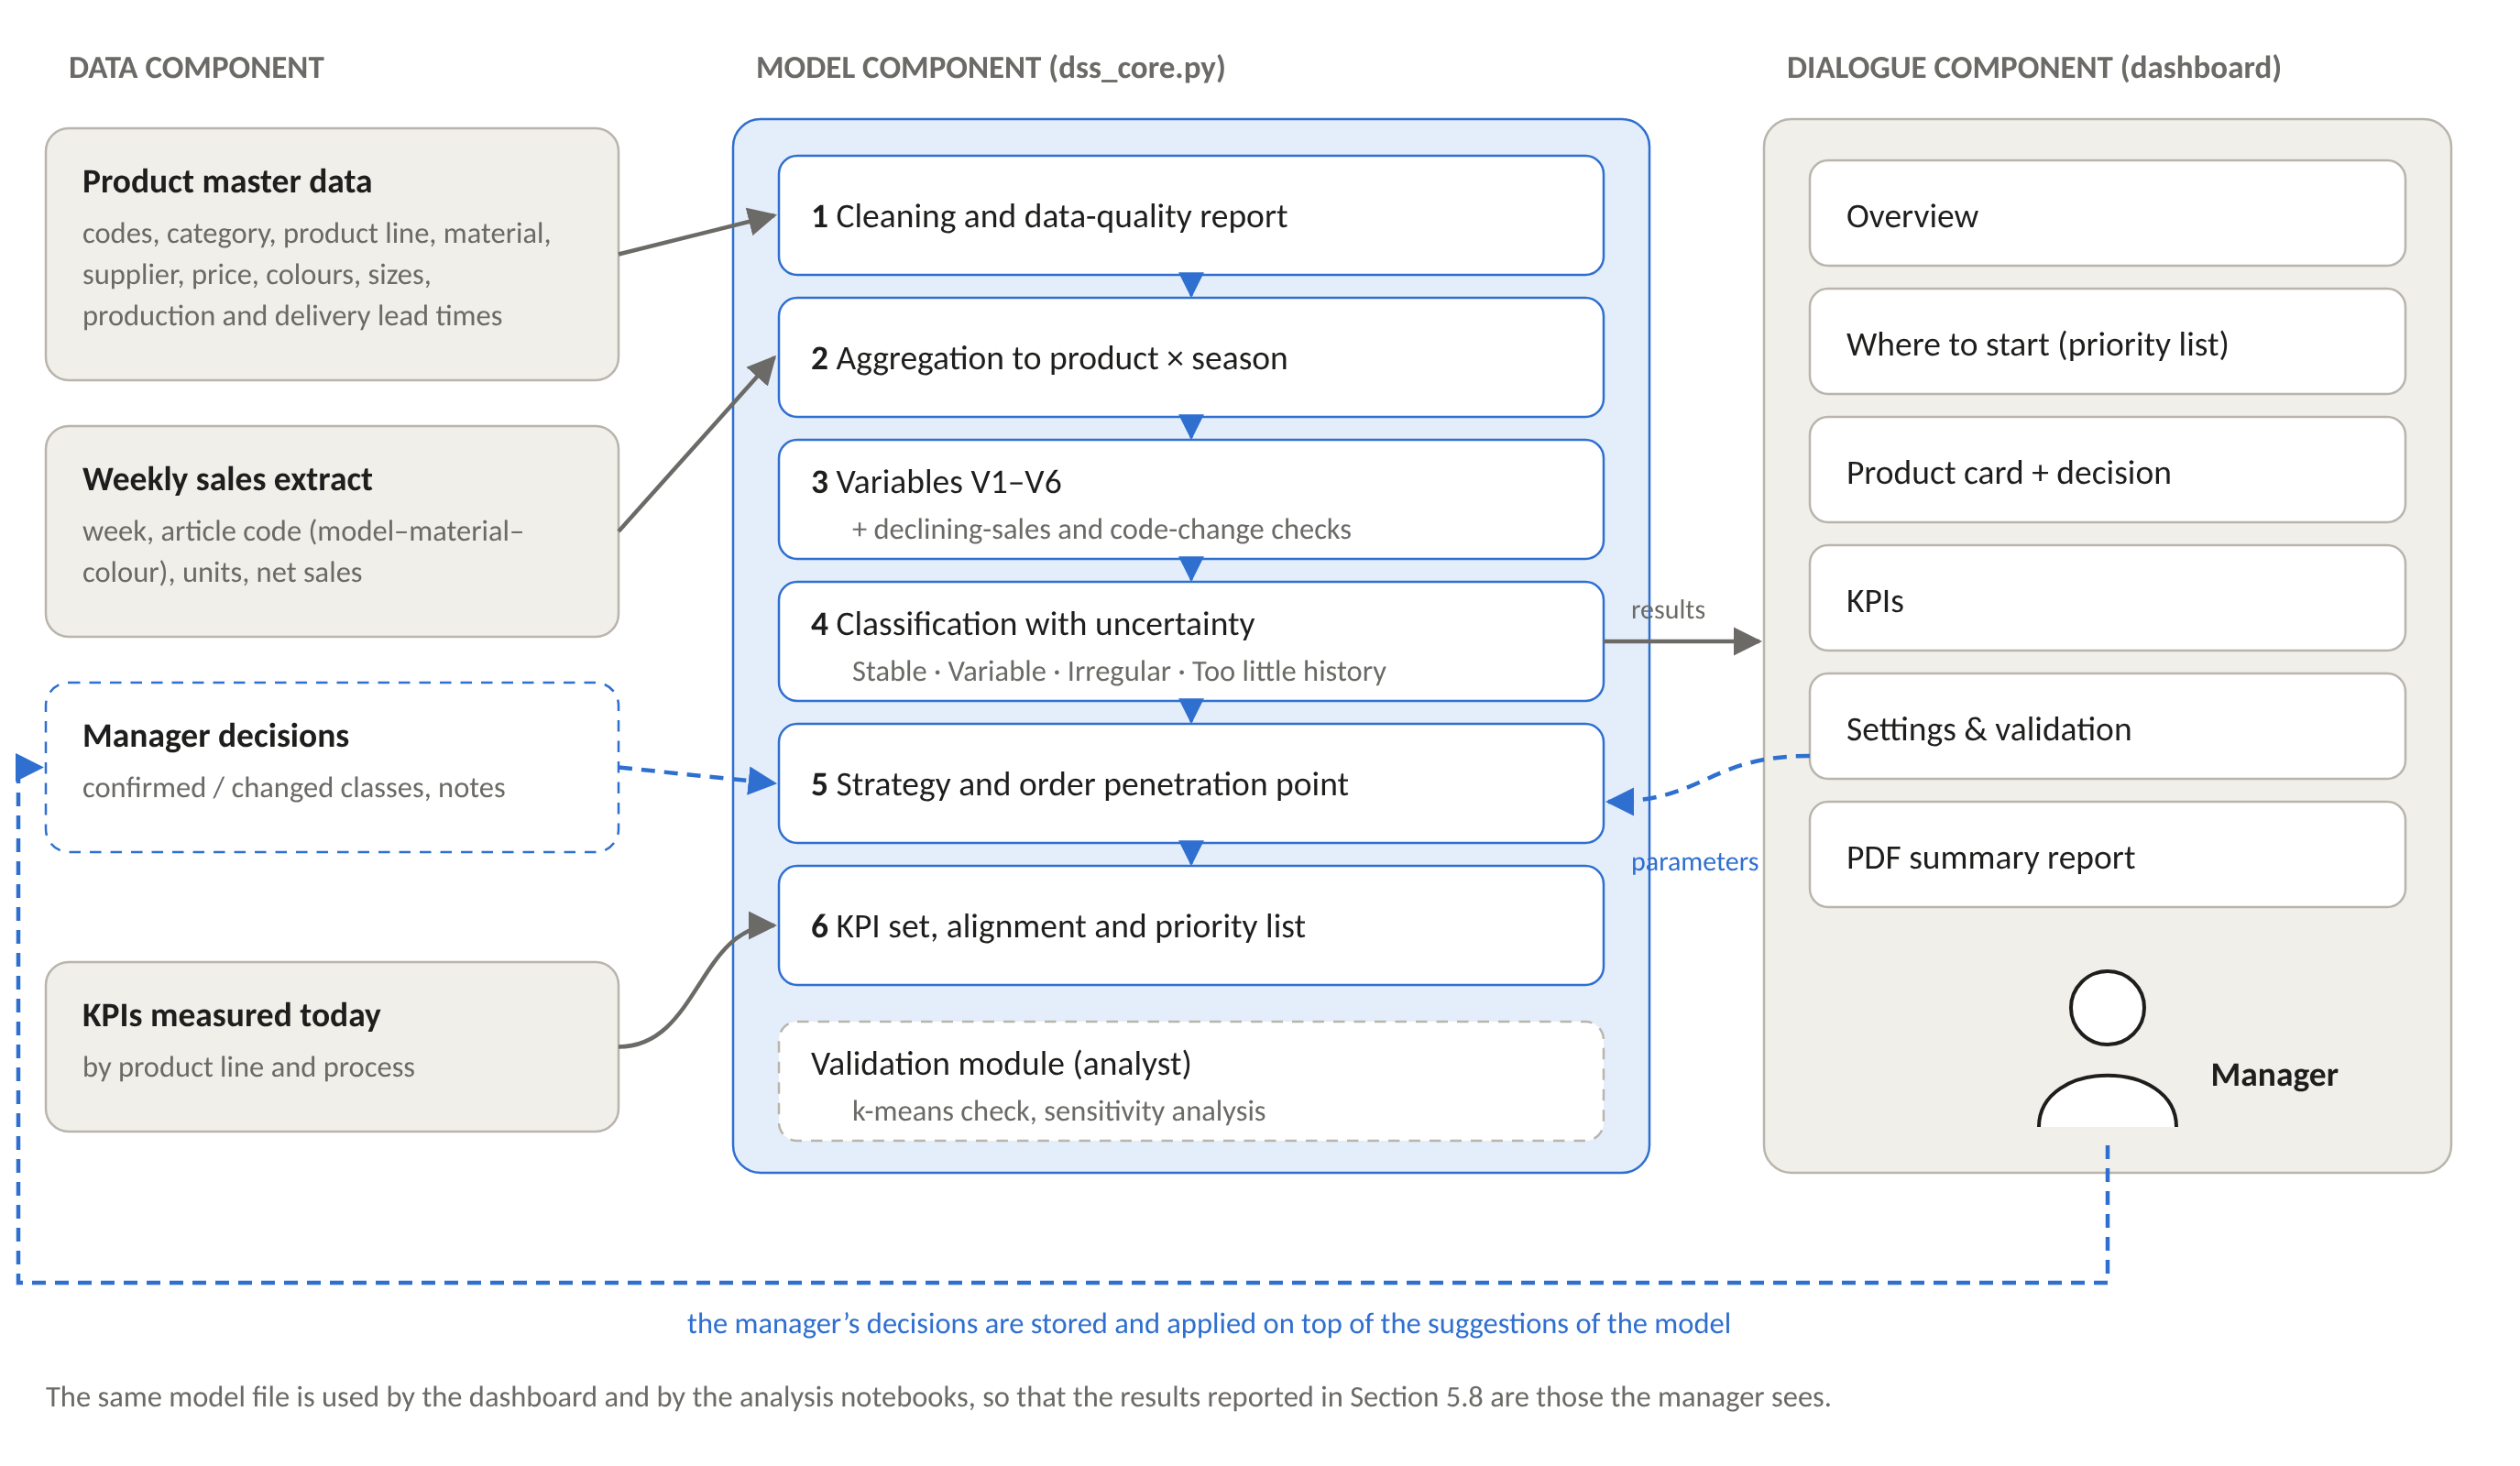 DATA COMPONENT
Product master data
codes, category, product line, material,
supplier, price, colours, sizes,
production and delivery lead times
Weekly sales extract
week, article code (model–material–
colour), units, net sales
Manager decisions
confirmed / changed classes, notes
KPIs measured today
by product line and process
MODEL COMPONENT (dss_core.py)
1 Cleaning and data-quality report
2 Aggregation to product × season
3 Variables V1–V6
+ declining-sales and code-change checks
4 Classification with uncertainty
Stable · Variable · Irregular · Too little history
5 Strategy and order penetration point
6 KPI set, alignment and priority list
Validation module (analyst)
k-means check, sensitivity analysis
results
parameters
DIALOGUE COMPONENT (dashboard)
Overview
Where to start (priority list)
Product card + decision
KPIs
Settings & validation
PDF summary report
Manager
the manager’s decisions are stored and applied on top of the suggestions of the model
The same model file is used by the dashboard and by the analysis notebooks, so that the results reported in Section 5.8 are those the manager sees.